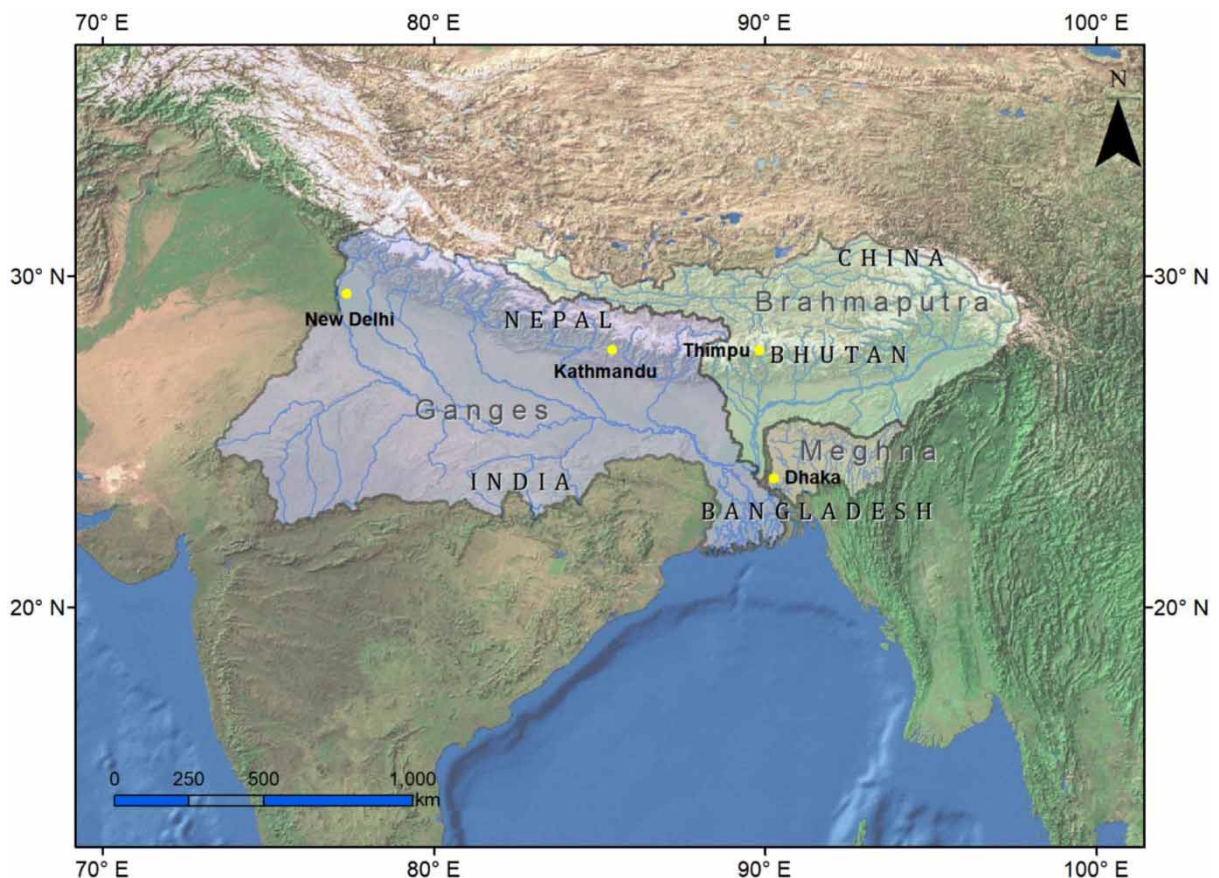 70° E 80° E 90° E 100° E
N
30° N 30° N
CHINA
Brahmaputra
New Delhi
NEPAL
Thimpu BHUTAN
Kathmandu
Ganges
Meghna
INDIA
Dhaka
BANGLADESH
20° N 20° N
0 250 500 1,000
km
70° E 80° E 90° E 100° E